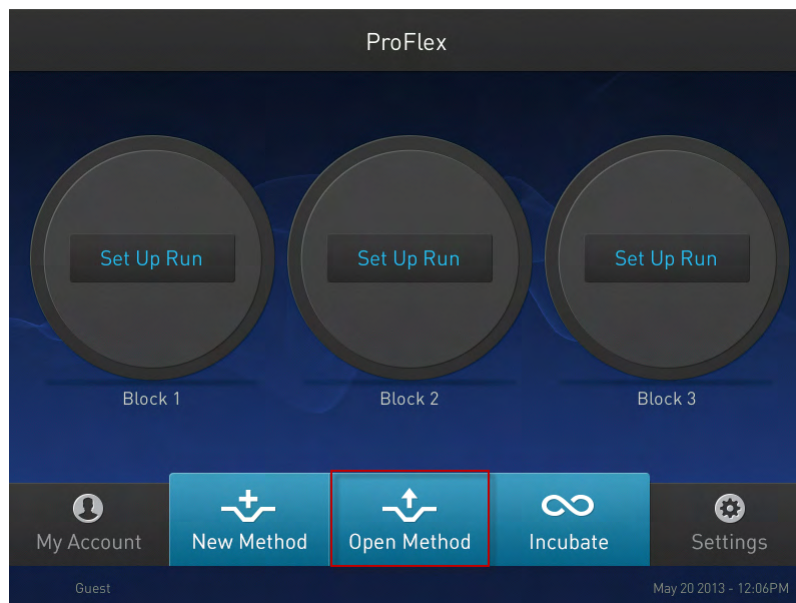 ProFlex
Set Up Run
Set Up Run
Set Up Run
Block 1
Block 2
Block 3
My Account
New Method
Open Method
Incubate
Settings
Guest
May 20 2013 - 12:06PM